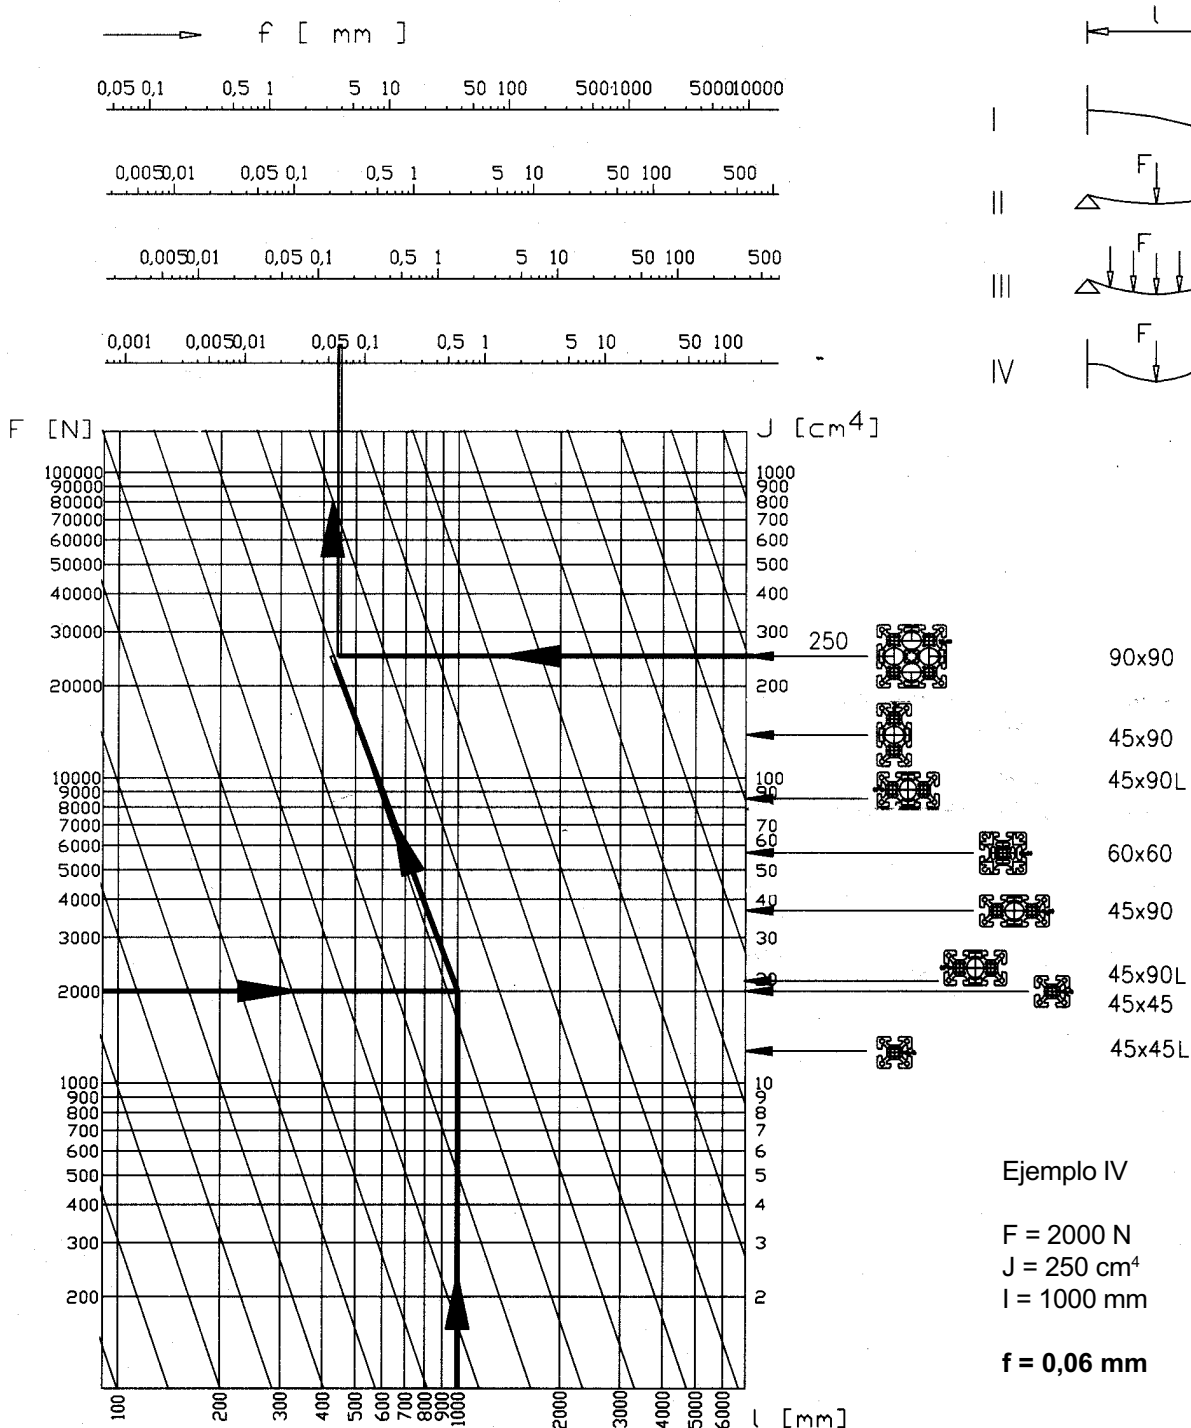 f [ mm ]
l
0,05 0,1 0,5 1 5 10 50 100 500 1000 5000 10000
I
0,005 0,01 0,05 0,1 0,5 1 5 10 50 100 500
F
II
0,005 0,01 0,05 0,1 0,5 1 5 10 50 100 500
F
III
0,001 0,005 0,01 0,05 0,1 0,5 1 5 10 50 100
F
IV
F [N]
J [cm⁴]
100000 1000
90000 900
80000 800
70000 700
60000 600
50000 500
40000 400
30000 300
250
90x90
20000 200
45x90
10000 100
45x90L
9000 90
8000
7000 70
6000 60
60x60
5000 50
4000 40
45x90
3000 30
45x90L
2000 20
45x45
45x45L
1000 10
900 9
800 8
700 7
600 6
500 5
400 4
300 3
200 2
Ejemplo IV
F = 2000 N
J = 250 cm⁴
l = 1000 mm
f = 0,06 mm
100 200 300 400 500 600 700 800 900 1000 2000 3000 4000 5000 6000 l [mm]